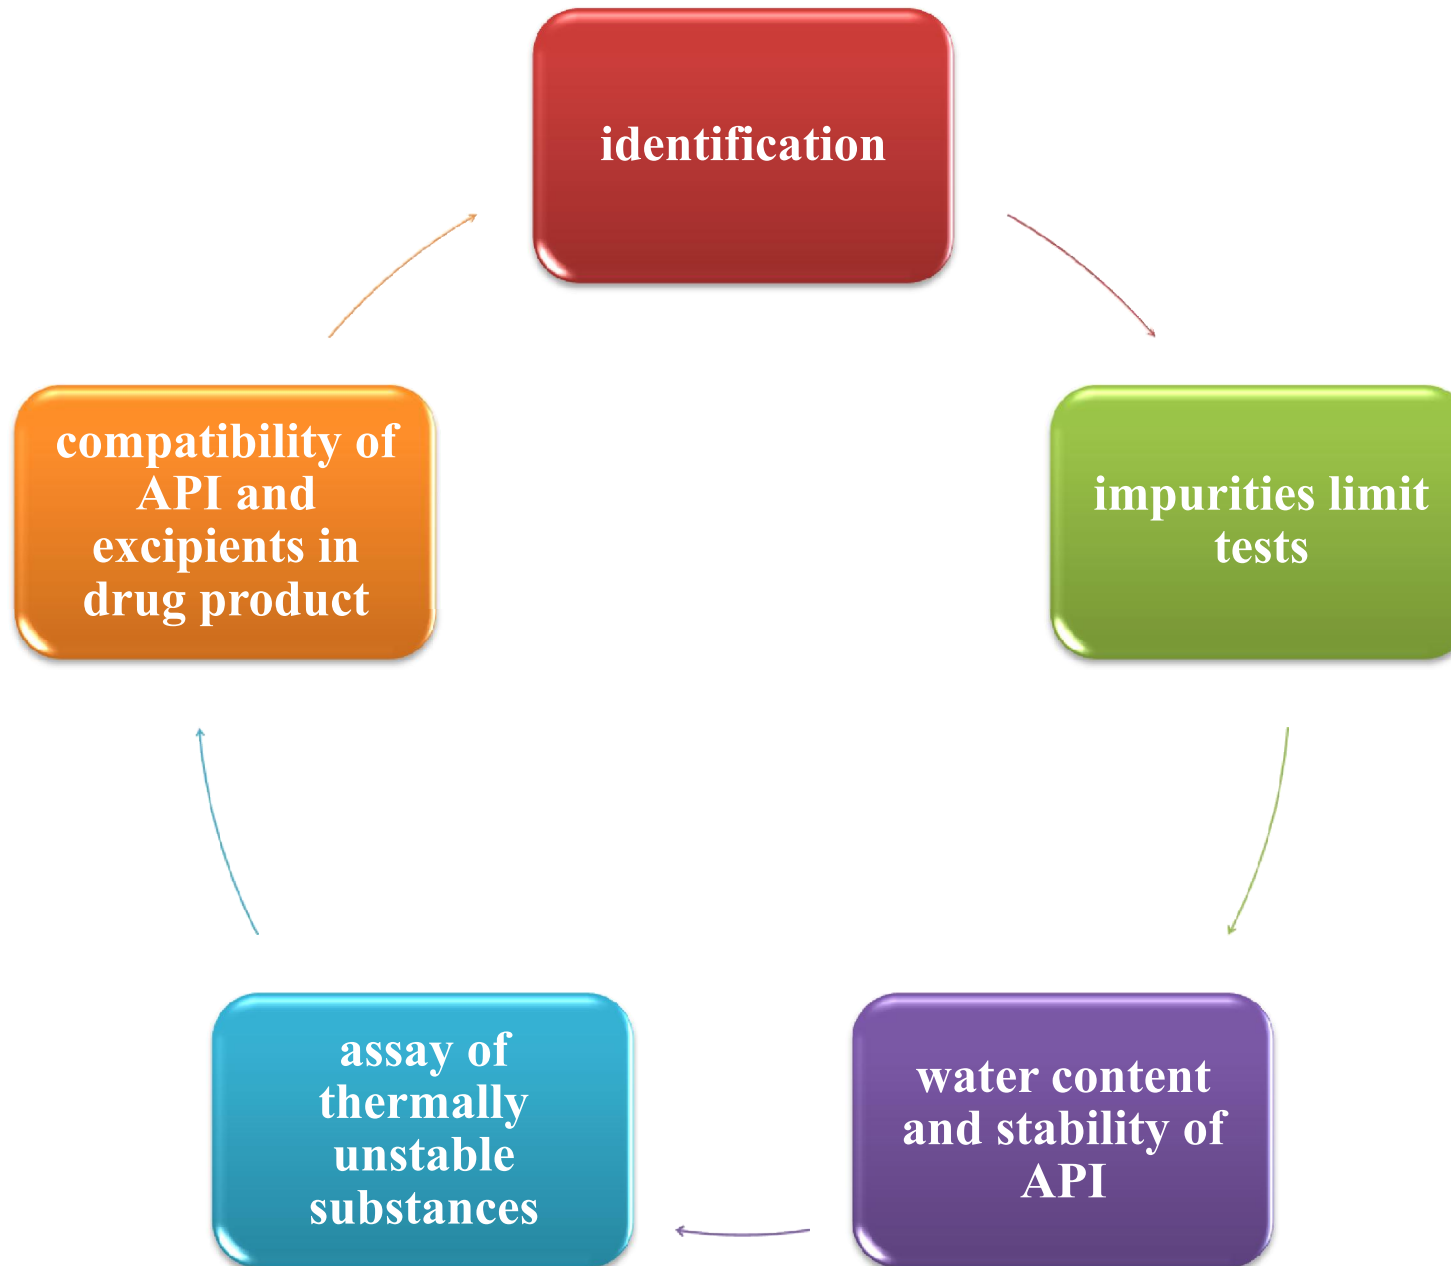 identification
impurities limit
tests
water content
and stability of
API
assay of
thermally
unstable
substances
compatibility of
API and
excipients in
drug product